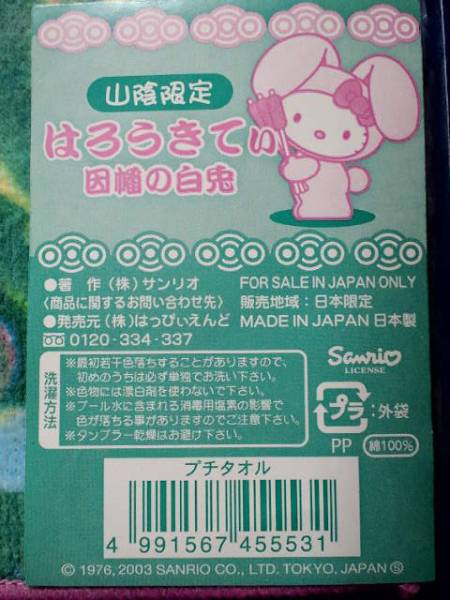 山陰限定
はろうきてぃ
因幡の白兎
●著 作(株)サンリオ
〈商品に関するお問い合わせ先〉
●発売元(株)はっぴぃえんど
0120-334-337
FOR SALE IN JAPAN ONLY
販売地域:日本限定
MADE IN JAPAN 日本製
洗濯方法
※最初若干色落ちすることがありますので、
初めのうちは必ず単独でお洗い下さい。
※色物には漂白剤を使わないで下さい。
※プール水に含まれる消毒用塩素の影響で
色が落ちる事がありますのでご注意下さい。
※タンブラー乾燥はお避け下さい。
Sanrio
LICENSE
プラ:外袋
PP 綿100%
プチタオル
4 991567 455531
© 1976, 2003 SANRIO CO., LTD. TOKYO, JAPAN Ⓢ